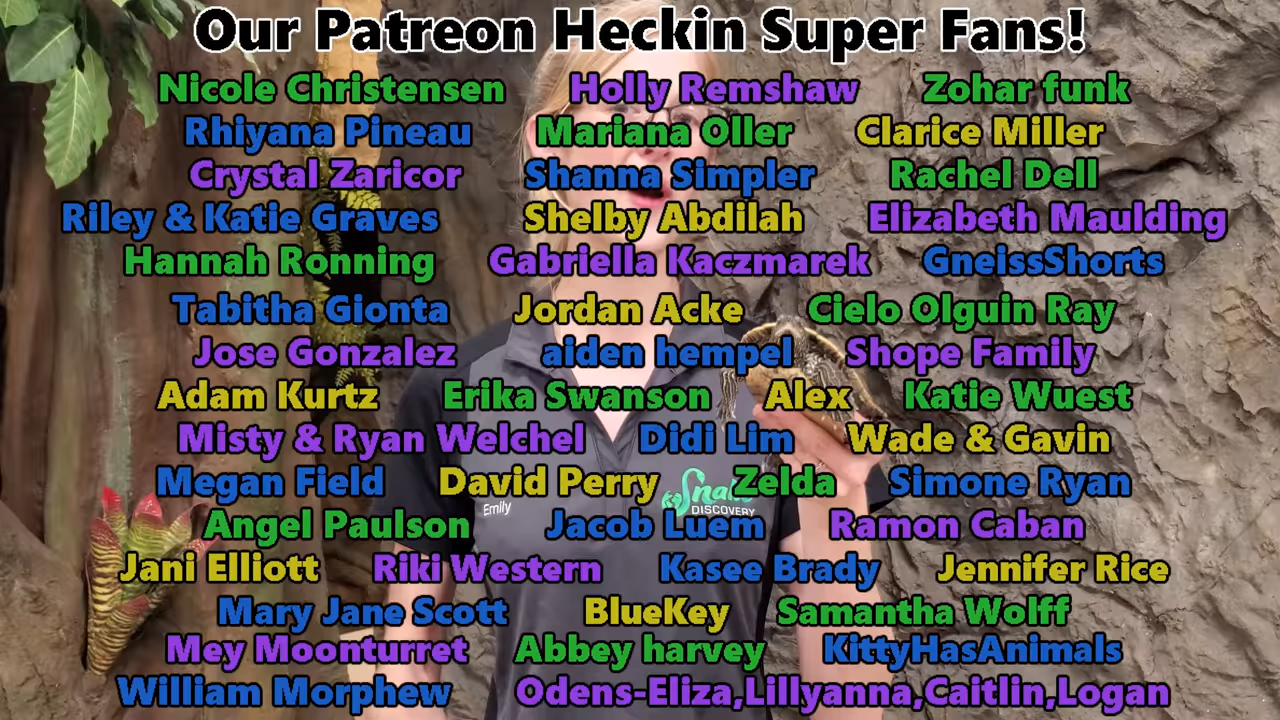 Our Patreon Heckin Super Fans!
Nicole Christensen Holly Remshaw Zohar funk
Rhiyana Pineau Mariana Oller Clarice Miller
Crystal Zaricor Shanna Simpler Rachel Dell
Riley & Katie Graves Shelby Abdilah Elizabeth Maulding
Hannah Ronning Gabriella Kaczmarek GneissShorts
Tabitha Gionta Jordan Acke Cielo Olguin Ray
Jose Gonzalez aiden hempel Shope Family
Adam Kurtz Erika Swanson Alex Katie Wuest
Misty & Ryan Welchel Didi Lim Wade & Gavin
Megan Field David Perry Zelda Simone Ryan
Emily
DISCOVERY
Angel Paulson Jacob Luem Ramon Caban
Jani Elliott Riki Western Kasee Brady Jennifer Rice
Mary Jane Scott BlueKey Samantha Wolff
Mey Moonturret Abbey harvey KittyHasAnimals
William Morphew Odens-Eliza,Lillyanna,Caitlin,Logan